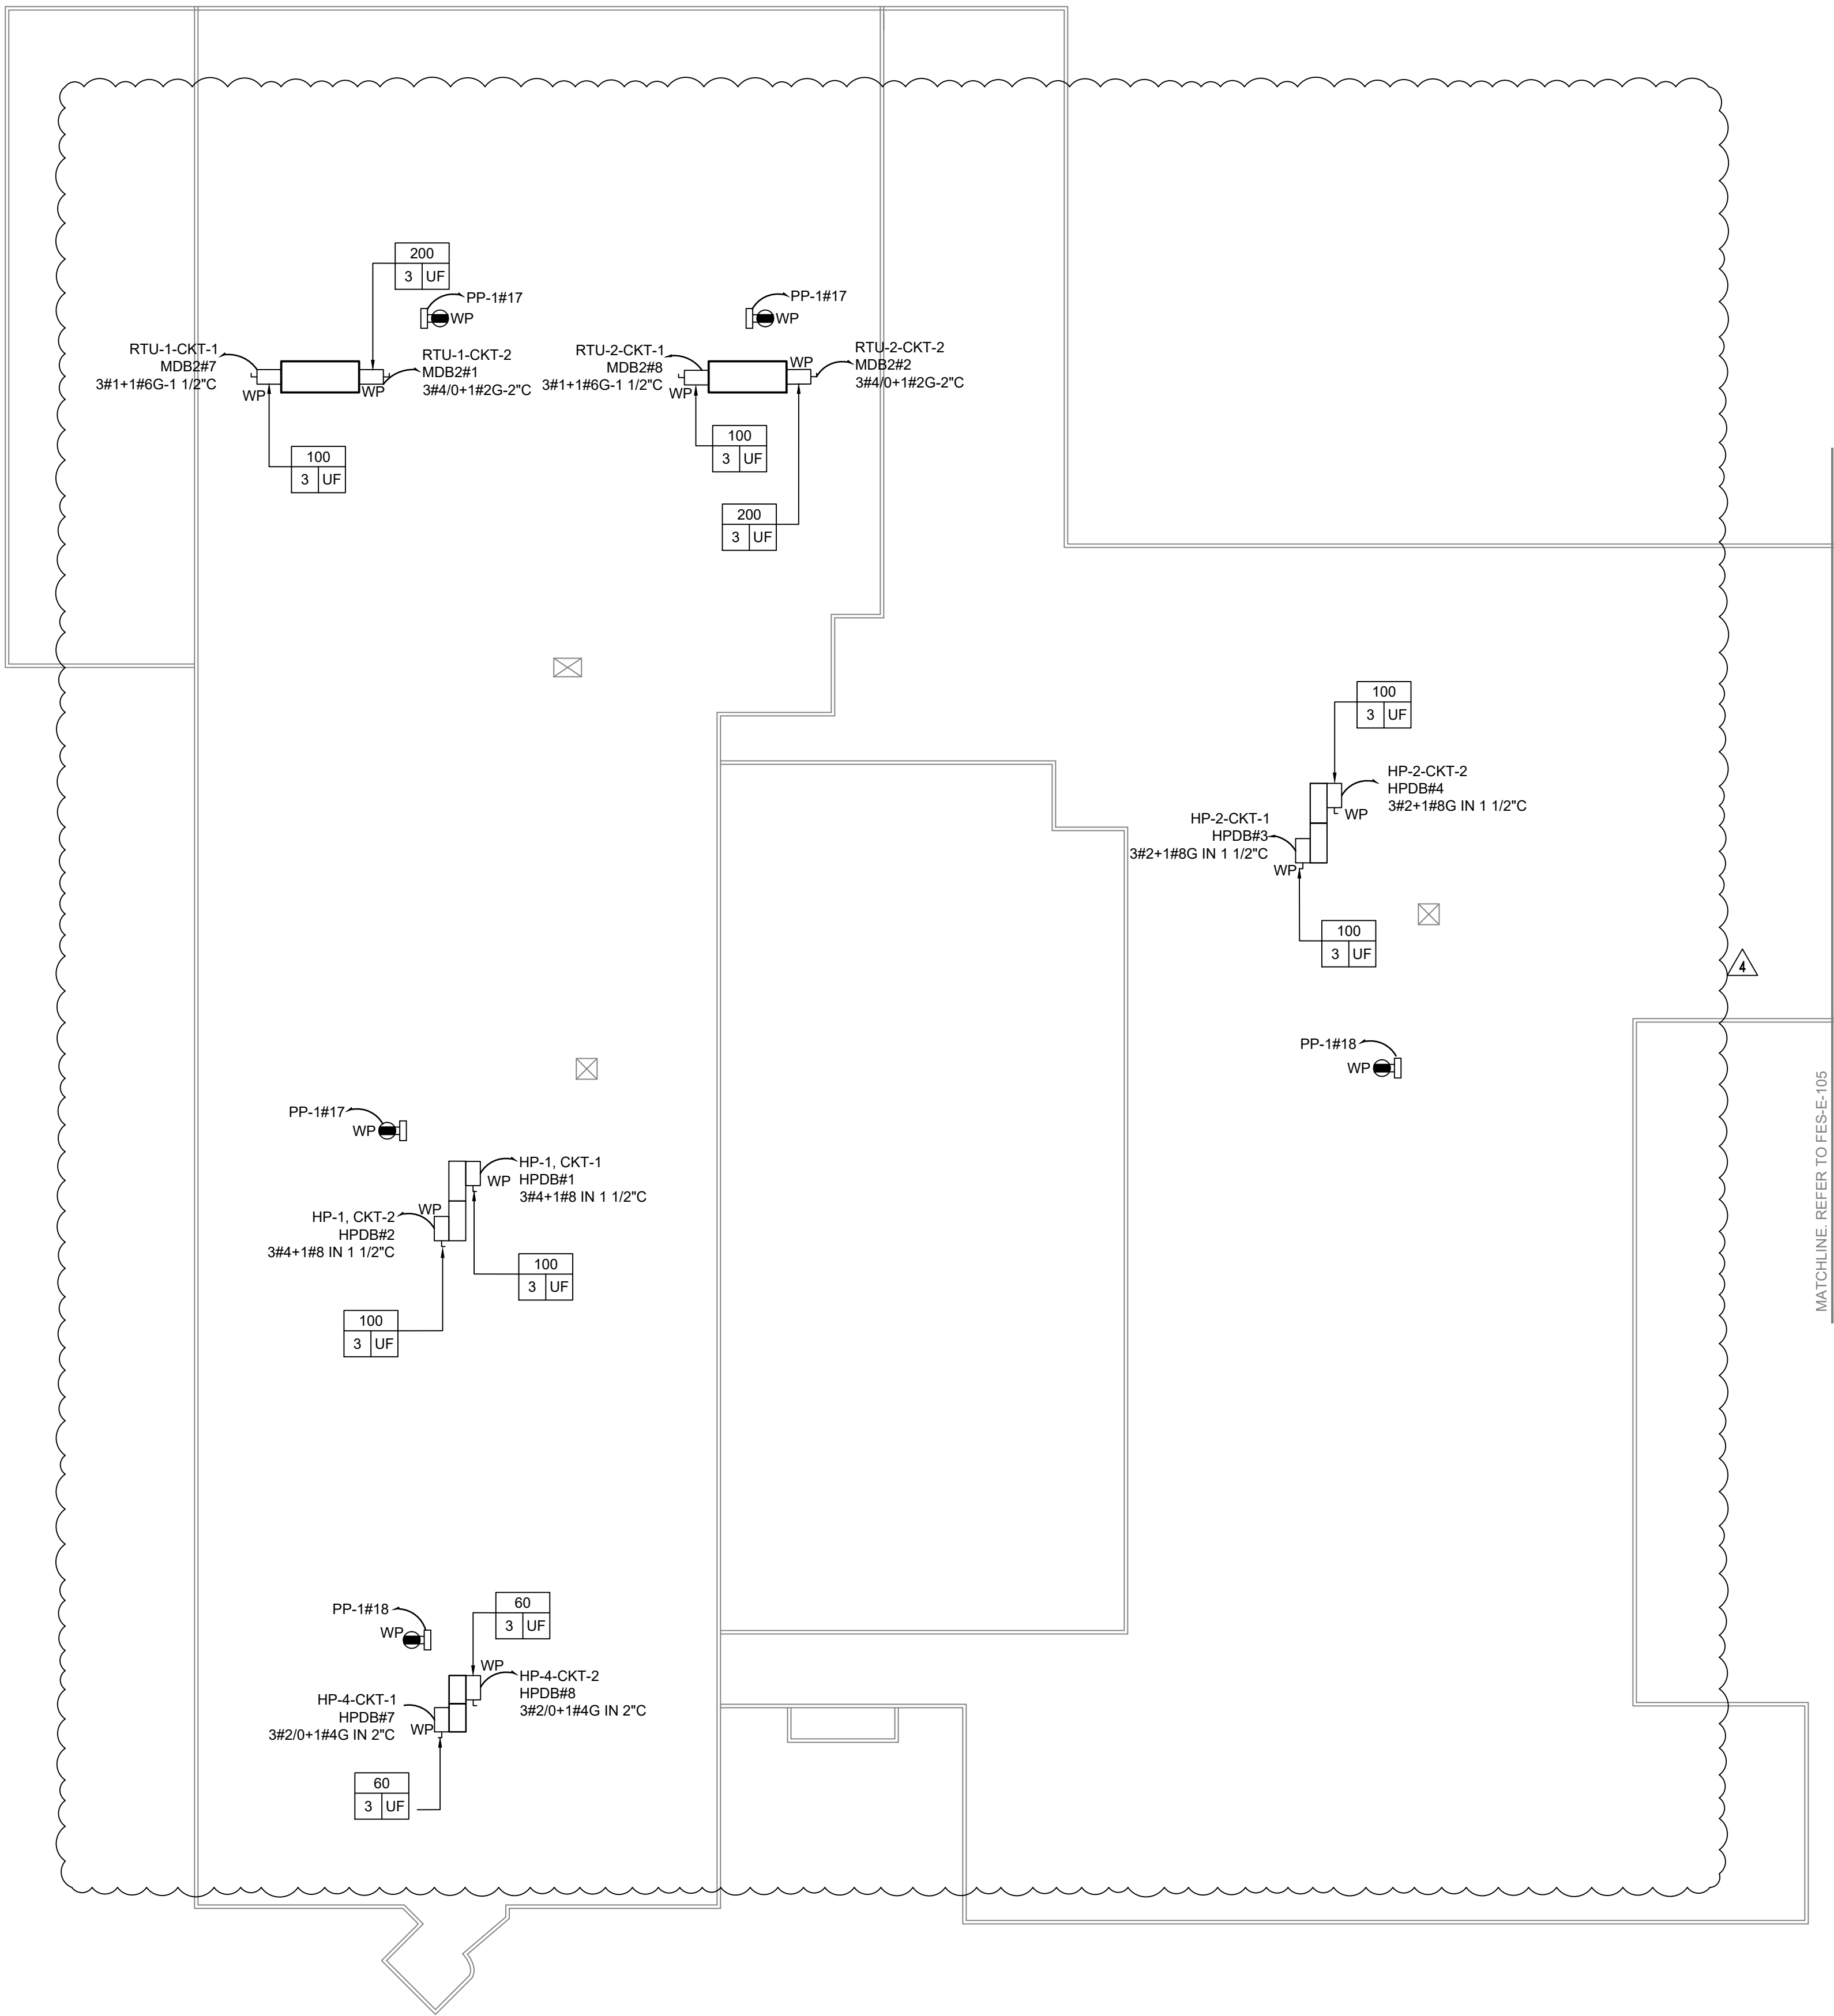 200
3 UF
PP-1#17
WP
RTU-1-CKT-1
MDB2#7
3#1+1#6G-1 1/2"C
WP
RTU-1-CKT-2
MDB2#1
3#4/0+1#2G-2"C
WP
100
3 UF
PP-1#17
WP
RTU-2-CKT-1
MDB2#8
3#1+1#6G-1 1/2"C
WP
WP
RTU-2-CKT-2
MDB2#2
3#4/0+1#2G-2"C
100
3 UF
200
3 UF
100
3 UF
HP-2-CKT-2
HPDB#4
3#2+1#8G IN 1 1/2"C
WP
HP-2-CKT-1
HPDB#3
3#2+1#8G IN 1 1/2"C
WP
100
3 UF
4
PP-1#18
WP
MATCHLINE. REFER TO FES-E-105
PP-1#17
WP
HP-1, CKT-1
HPDB#1
3#4+1#8 IN 1 1/2"C
WP
WP
HP-1, CKT-2
HPDB#2
3#4+1#8 IN 1 1/2"C
100
3 UF
100
3 UF
60
3 UF
PP-1#18
WP
WP
HP-4-CKT-2
HPDB#8
3#2/0+1#4G IN 2"C
HP-4-CKT-1
HPDB#7
3#2/0+1#4G IN 2"C
WP
60
3 UF